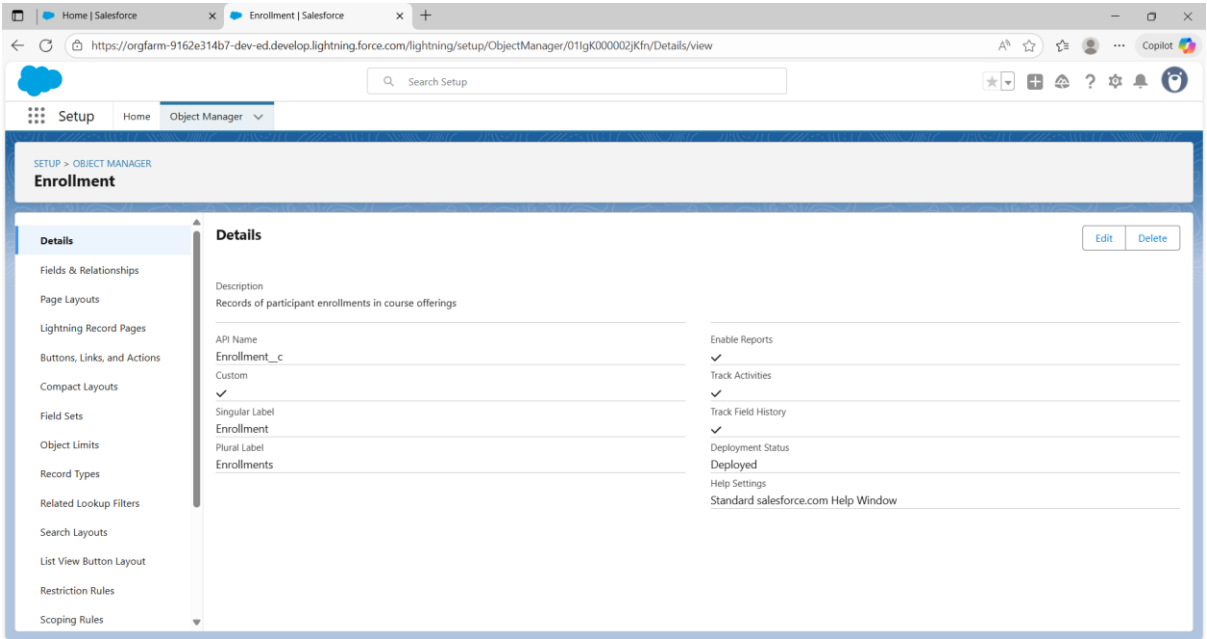 Home | Salesforce
Enrollment | Salesforce
https://orgfarm-9162e314b7-dev-ed.develop.lightning.force.com/lightning/setup/ObjectManager/01IgK000002jKfn/Details/view
Copilot
Search Setup
Setup
Home
Object Manager
SETUP > OBJECT MANAGER
Enrollment
Details
Fields & Relationships
Page Layouts
Lightning Record Pages
Buttons, Links, and Actions
Compact Layouts
Field Sets
Object Limits
Record Types
Related Lookup Filters
Search Layouts
List View Button Layout
Restriction Rules
Scoping Rules
Details
Edit
Delete
Description
Records of participant enrollments in course offerings
API Name
Enrollment__c
Custom
Singular Label
Enrollment
Plural Label
Enrollments
Enable Reports
Track Activities
Track Field History
Deployment Status
Deployed
Help Settings
Standard salesforce.com Help Window